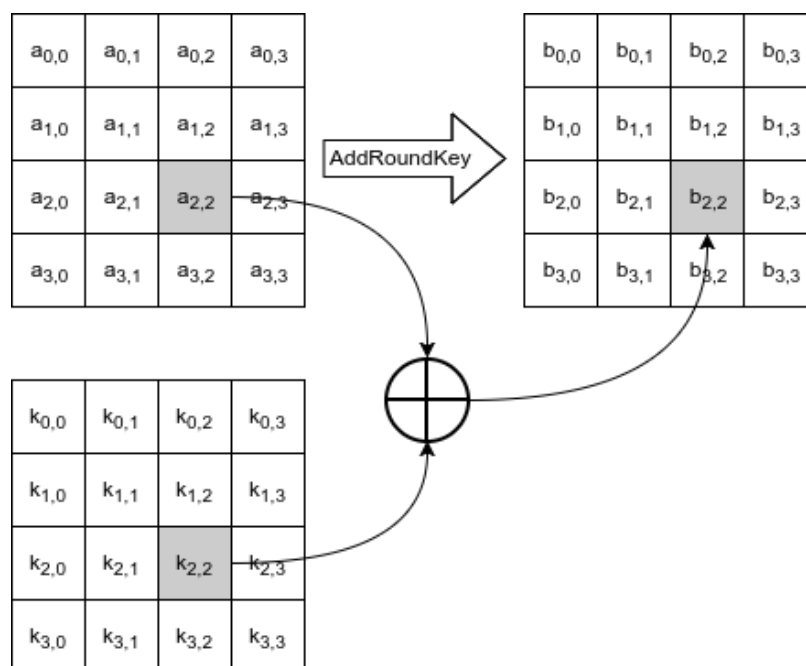 a0,0 a0,1 a0,2 a0,3
a1,0 a1,1 a1,2 a1,3
a2,0 a2,1 a2,2 a2,3
a3,0 a3,1 a3,2 a3,3
AddRoundKey
b0,0 b0,1 b0,2 b0,3
b1,0 b1,1 b1,2 b1,3
b2,0 b2,1 b2,2 b2,3
b3,0 b3,1 b3,2 b3,3
k0,0 k0,1 k0,2 k0,3
k1,0 k1,1 k1,2 k1,3
k2,0 k2,1 k2,2 k2,3
k3,0 k3,1 k3,2 k3,3